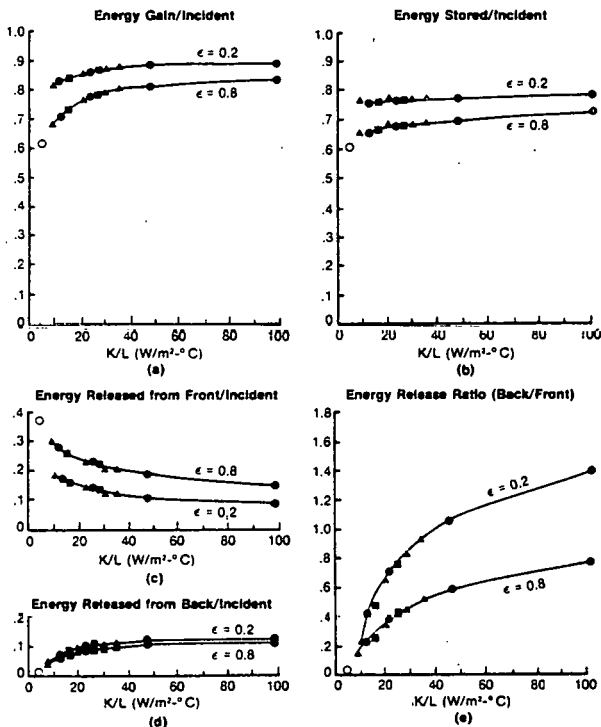 Energy Gain/Incident
1
.9
.8
.7
.6
.5
.4
.3
.2
.1
0
ϵ = 0.2
ϵ = 0.8
0 20 40 60 80 100
K/L (W/m²-°C)
(a)
Energy Stored/Incident
1
.9
.8
.7
.6
.5
.4
.3
.2
.1
0
ϵ = 0.2
ϵ = 0.8
0 20 40 60 80 100
K/L (W/m²-°C)
(b)
Energy Released from Front/Incident
.4
.3
.2
.1
0
ϵ = 0.8
ϵ = 0.2
0 20 40 60 80 100
K/L (W/m²-°C)
(c)
Energy Released from Back/Incident
.2
.1
0
ϵ = 0.2
ϵ = 0.8
0 20 40 60 80 100
K/L (W/m²-°C)
(d)
Energy Release Ratio (Back/Front)
1.8
1.6
1.4
1.2
1.0
.8
.6
.4
.2
0
ϵ = 0.2
ϵ = 0.8
0 20 40 60 80 100
K/L (W/m²-°C)
(e)